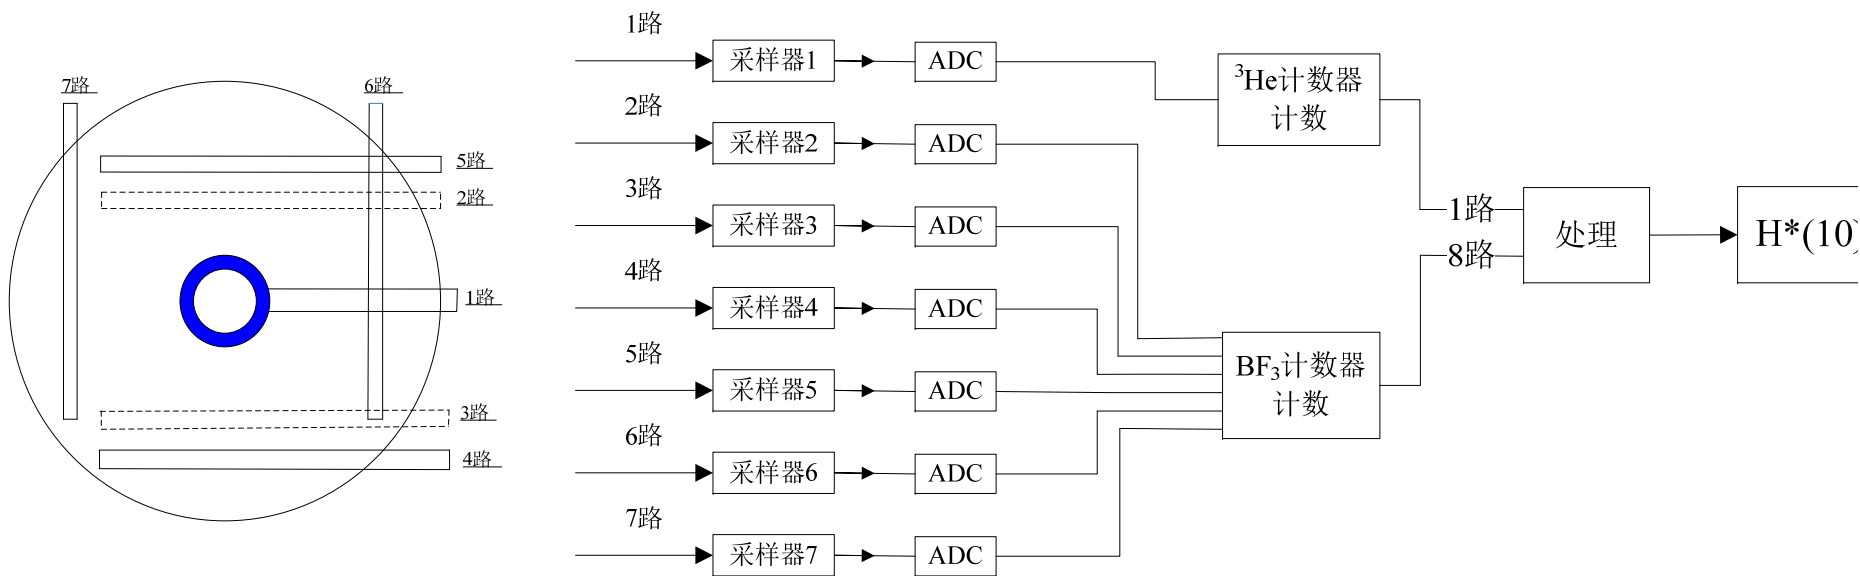 7路
6路
5路
2路
1路
3路
4路
1路
采样器1
ADC
2路
采样器2
ADC
3路
采样器3
ADC
4路
采样器4
ADC
5路
采样器5
ADC
6路
采样器6
ADC
7路
采样器7
ADC
³He计数器
计数
BF₃计数器
计数
1路
8路
处理
H*(10)